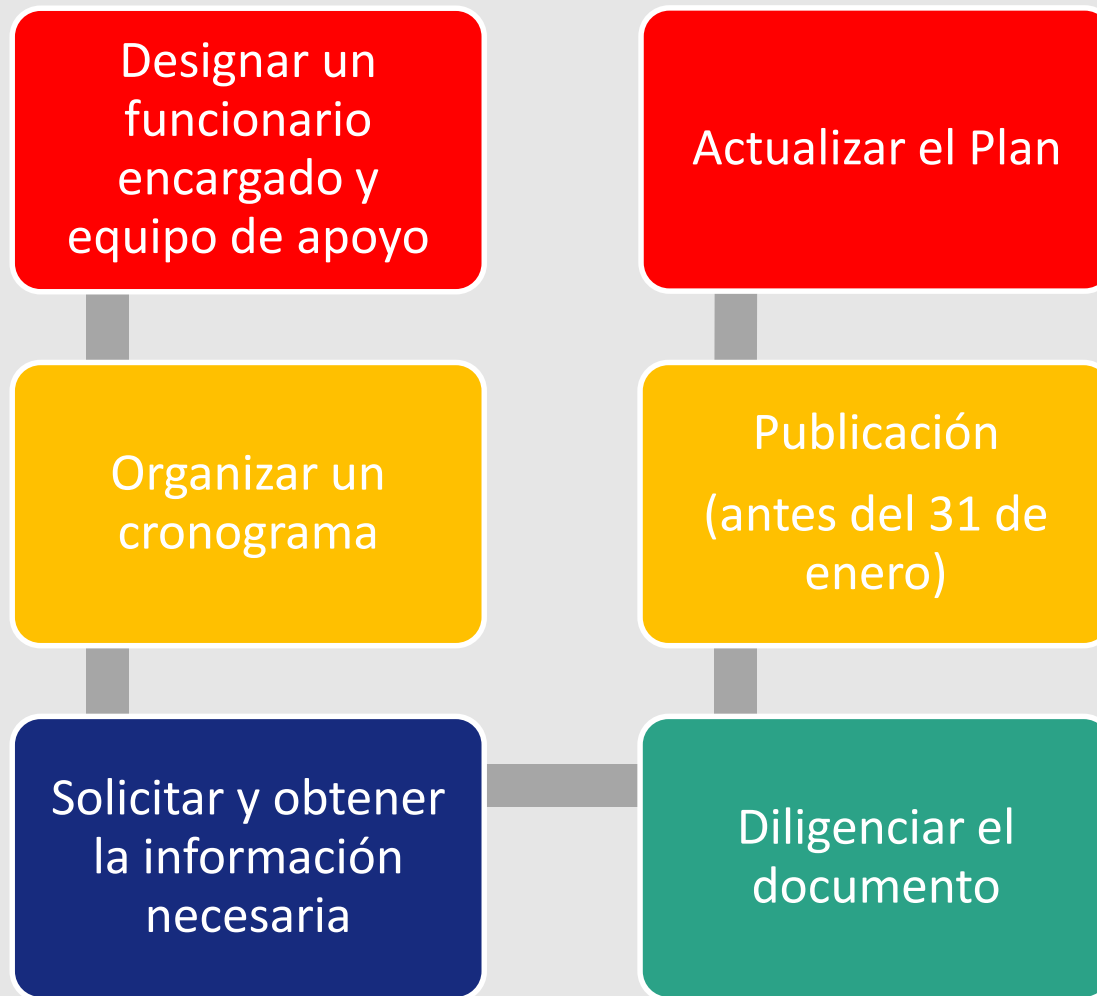 Designar un
funcionario
encargado y
equipo de apoyo
Organizar un
cronograma
Solicitar y obtener
la información
necesaria
Diligenciar el
documento
Publicación
(antes del 31 de
enero)
Actualizar el Plan